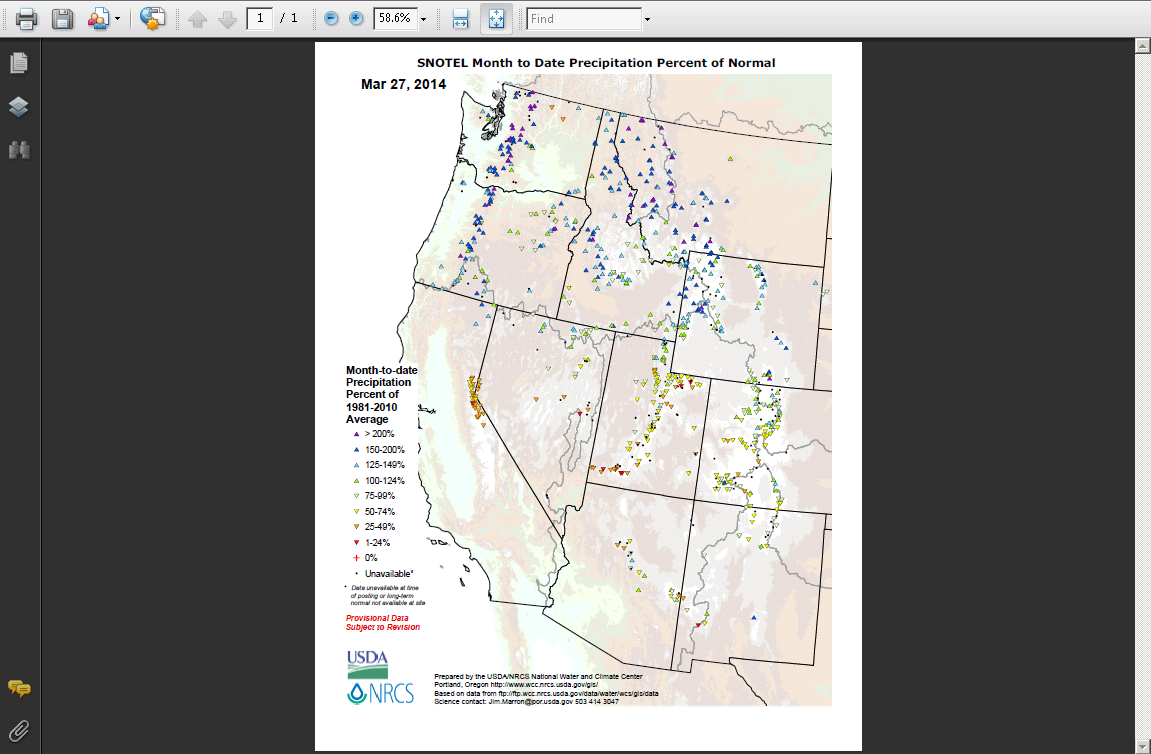 1 / 1
58.6%
Find
SNOTEL Month to Date Precipitation Percent of Normal
Mar 27, 2014
Month-to-date
Precipitation
Percent of
1981-2010
Average
> 200%
150-200%
125-149%
100-124%
75-99%
50-74%
25-49%
1-24%
0%
Unavailable*
* Data unavailable at time
of posting or long-term
normal not available at site
Provisional Data
Subject to Revision
USDA
NRCS
Prepared by the USDA/NRCS National Water and Climate Center
Portland, Oregon http://www.wcc.nrcs.usda.gov/gis/
Based on data from ftp://ftp.wcc.nrcs.usda.gov/data/water/wcs/gis/data
Science contact: Jim.Marron@por.usda.gov 503 414 3047